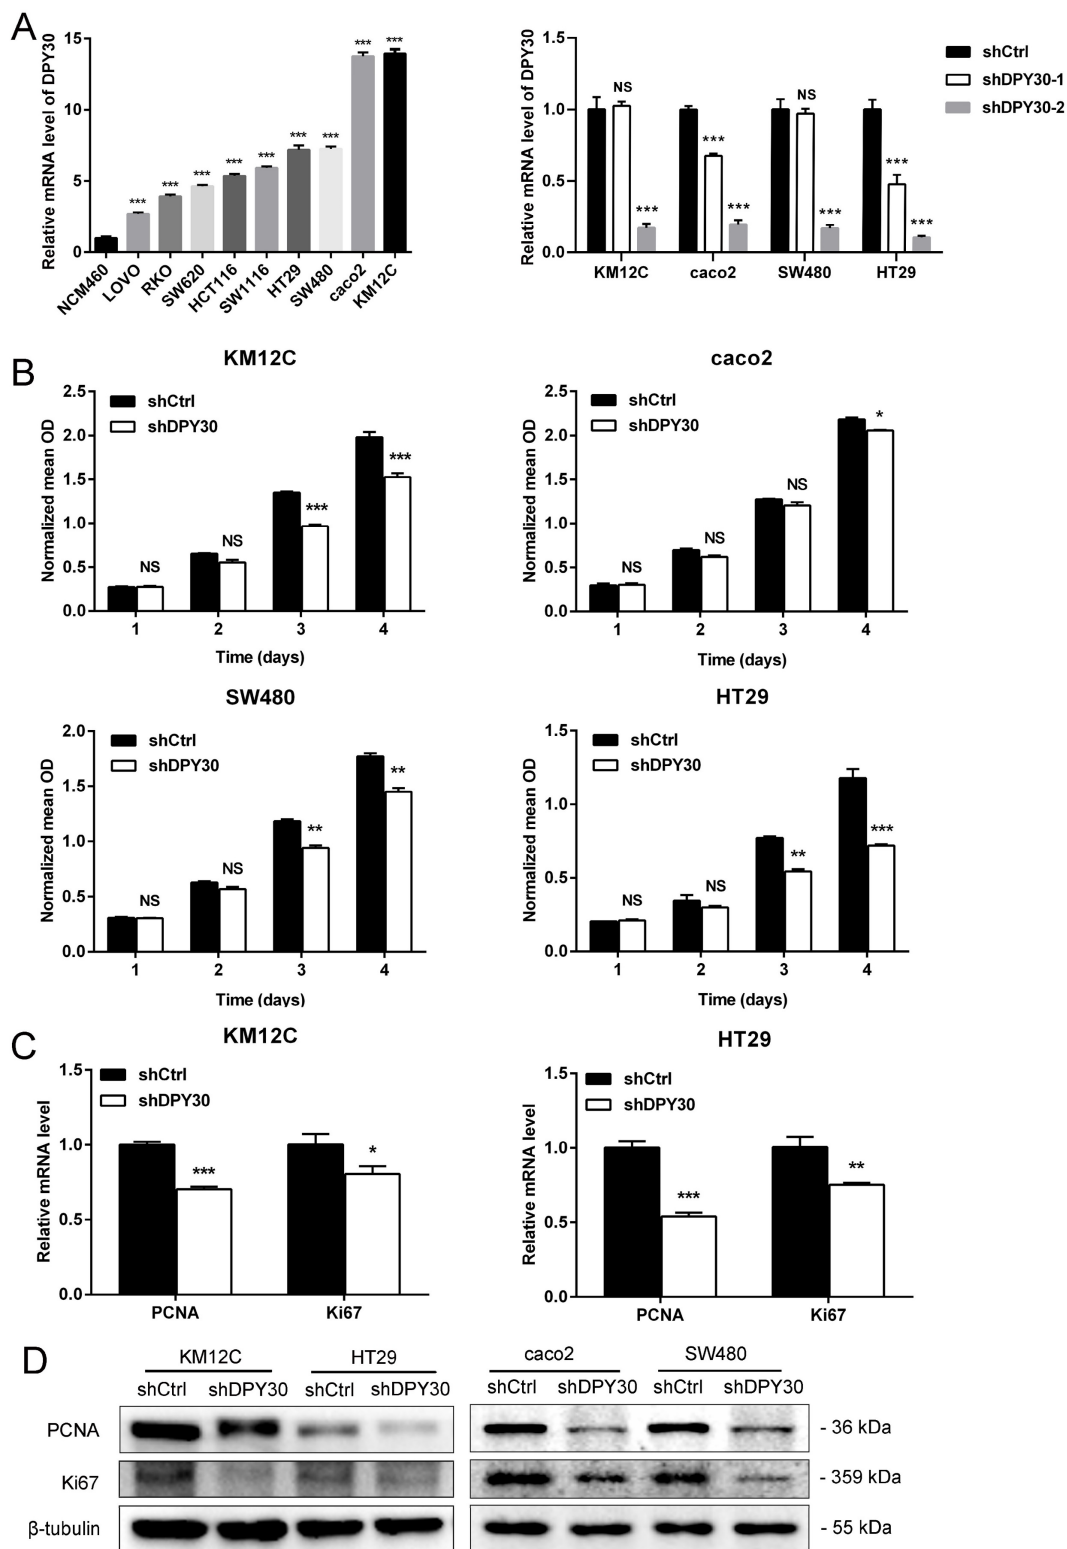 A
Relative mRNA level of DPY30
15
10
5
0
***
***
***
***
***
***
***
***
***
NCM460
LOVO
RKO
SW620
HCT116
SW1116
HT29
SW480
caco2
KM12C
Relative mRNA level of DPY30
1.5
1.0
0.5
0.0
NS
***
***
***
NS
***
***
***
KM12C
caco2
SW480
HT29
shCtrl
shDPY30-1
shDPY30-2
B
KM12C
Normalized mean OD
2.5
2.0
1.5
1.0
0.5
0.0
shCtrl
shDPY30
NS
NS
***
***
1 2 3 4
Time (days)
caco2
Normalized mean OD
2.5
2.0
1.5
1.0
0.5
0.0
shCtrl
shDPY30
NS
NS
NS
*
1 2 3 4
Time (days)
SW480
Normalized mean OD
2.0
1.5
1.0
0.5
0.0
shCtrl
shDPY30
NS
NS
**
**
1 2 3 4
Time (days)
HT29
Normalized mean OD
1.5
1.0
0.5
0.0
shCtrl
shDPY30
NS
NS
**
***
1 2 3 4
Time (days)
C
KM12C
Relative mRNA level
1.5
1.0
0.5
0.0
shCtrl
shDPY30
***
*
PCNA Ki67
HT29
Relative mRNA level
1.5
1.0
0.5
0.0
shCtrl
shDPY30
***
**
PCNA Ki67
D
KM12C HT29 caco2 SW480
shCtrl shDPY30 shCtrl shDPY30 shCtrl shDPY30 shCtrl shDPY30
PCNA - 36 kDa
Ki67 - 359 kDa
β-tubulin - 55 kDa